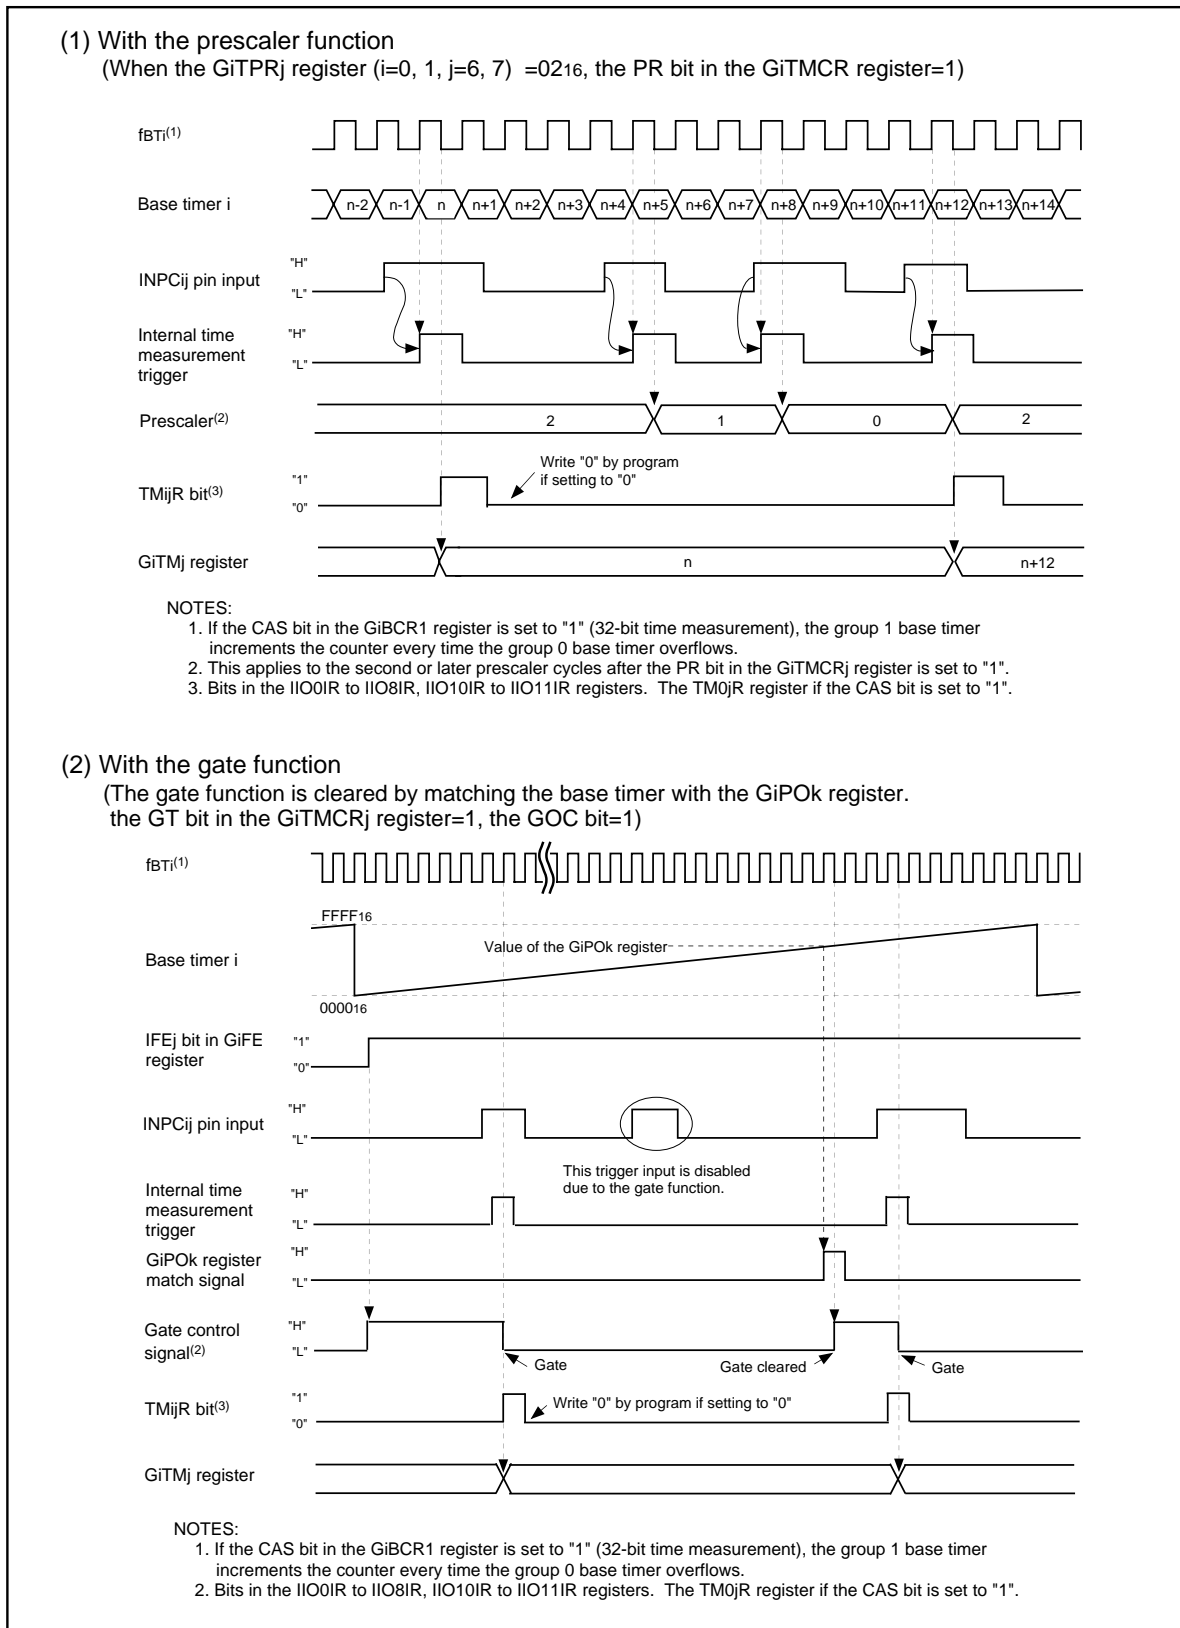 (1) With the prescaler function
(When the GiTPRj register (i=0, 1, j=6, 7) =0216, the PR bit in the GiTMCR register=1)
fBTi(1)
Base timer i
n-2 n-1 n n+1 n+2 n+3 n+4 n+5 n+6 n+7 n+8 n+9 n+10 n+11 n+12 n+13 n+14
INPCij pin input
"H"
"L"
Internal time
measurement
trigger
"H"
"L"
Prescaler(2)
2 1 0 2
Write "0" by program
if setting to "0"
TMijR bit(3)
"1"
"0"
GiTMj register
n n+12
NOTES:
1. If the CAS bit in the GiBCR1 register is set to "1" (32-bit time measurement), the group 1 base timer
increments the counter every time the group 0 base timer overflows.
2. This applies to the second or later prescaler cycles after the PR bit in the GiTMCRj register is set to "1".
3. Bits in the IIO0IR to IIO8IR, IIO10IR to IIO11IR registers. The TM0jR register if the CAS bit is set to "1".
(2) With the gate function
(The gate function is cleared by matching the base timer with the GiPOk register.
the GT bit in the GiTMCRj register=1, the GOC bit=1)
fBTi(1)
FFFF16
Value of the GiPOk register
Base timer i
000016
IFEj bit in GiFE
register
"1"
"0"
INPCij pin input
"H"
"L"
This trigger input is disabled
due to the gate function.
Internal time
measurement
trigger
"H"
"L"
GiPOk register
match signal
"H"
"L"
Gate control
signal(2)
"H"
"L"
Gate Gate cleared Gate
TMijR bit(3)
"1"
"0"
Write "0" by program if setting to "0"
GiTMj register
NOTES:
1. If the CAS bit in the GiBCR1 register is set to "1" (32-bit time measurement), the group 1 base timer
increments the counter every time the group 0 base timer overflows.
2. Bits in the IIO0IR to IIO8IR, IIO10IR to IIO11IR registers. The TM0jR register if the CAS bit is set to "1".